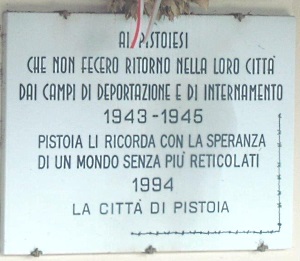 AI PISTOIESI
CHE NON FECERO RITORNO NELLA LORO CITTÀ
DAI CAMPI DI DEPORTAZIONE E DI INTERNAMENTO
1943-1945
PISTOIA LI RICORDA CON LA SPERANZA
DI UN MONDO SENZA PIU' RETICOLATI
1994
LA CITTÀ DI PISTOIA